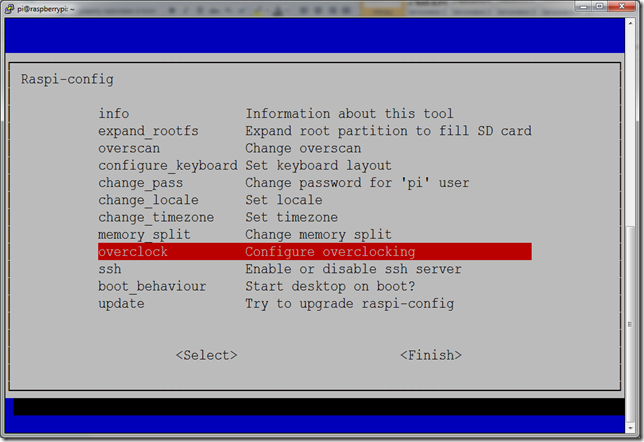 pi@raspberrypi: ~
Raspi-config
info Information about this tool
expand_rootfs Expand root partition to fill SD card
overscan Change overscan
configure_keyboard Set keyboard layout
change_pass Change password for 'pi' user
change_locale Set locale
change_timezone Set timezone
memory_split Change memory split
overclock Configure overclocking
ssh Enable or disable ssh server
boot_behaviour Start desktop on boot?
update Try to upgrade raspi-config
<Select> <Finish>